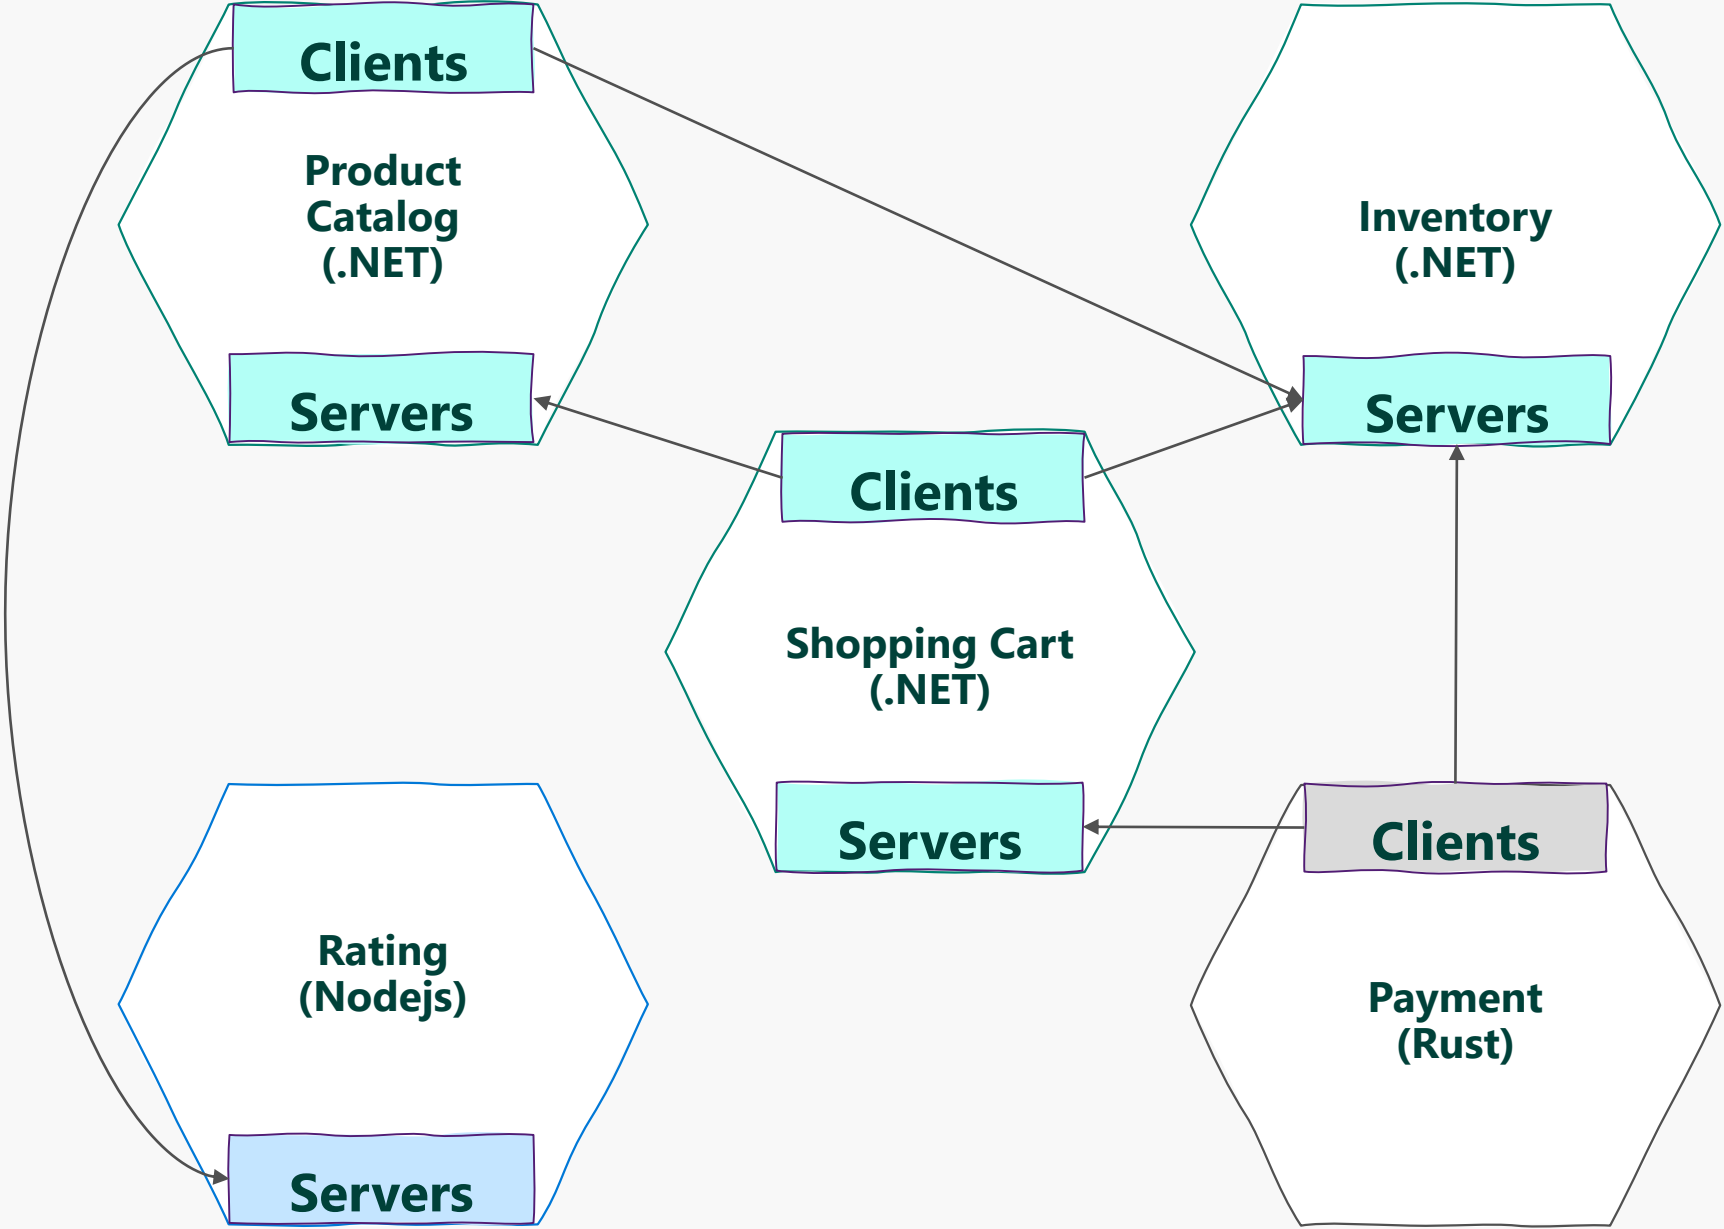 Clients
Product
Catalog
(.NET)
Servers
Inventory
(.NET)
Servers
Clients
Shopping Cart
(.NET)
Servers
Rating
(Nodejs)
Servers
Clients
Payment
(Rust)